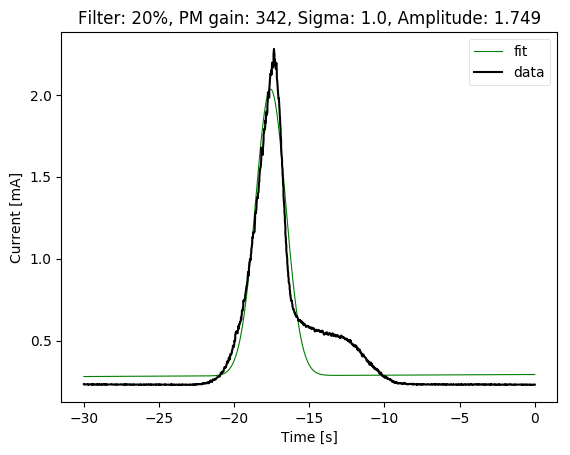 Filter: 20%, PM gain: 342, Sigma: 1.0, Amplitude: 1.749
fit
data
2.0
1.5
1.0
0.5
Current [mA]
−30
−25
−20
−15
−10
−5
0
Time [s]